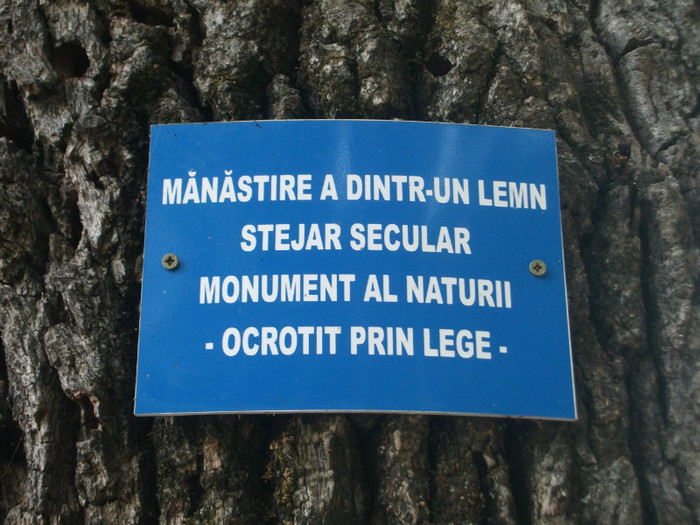 MĂNĂSTIRE A DINTR-UN LEMN
STEJAR SECULAR
MONUMENT AL NATURII
- OCROTIT PRIN LEGE -